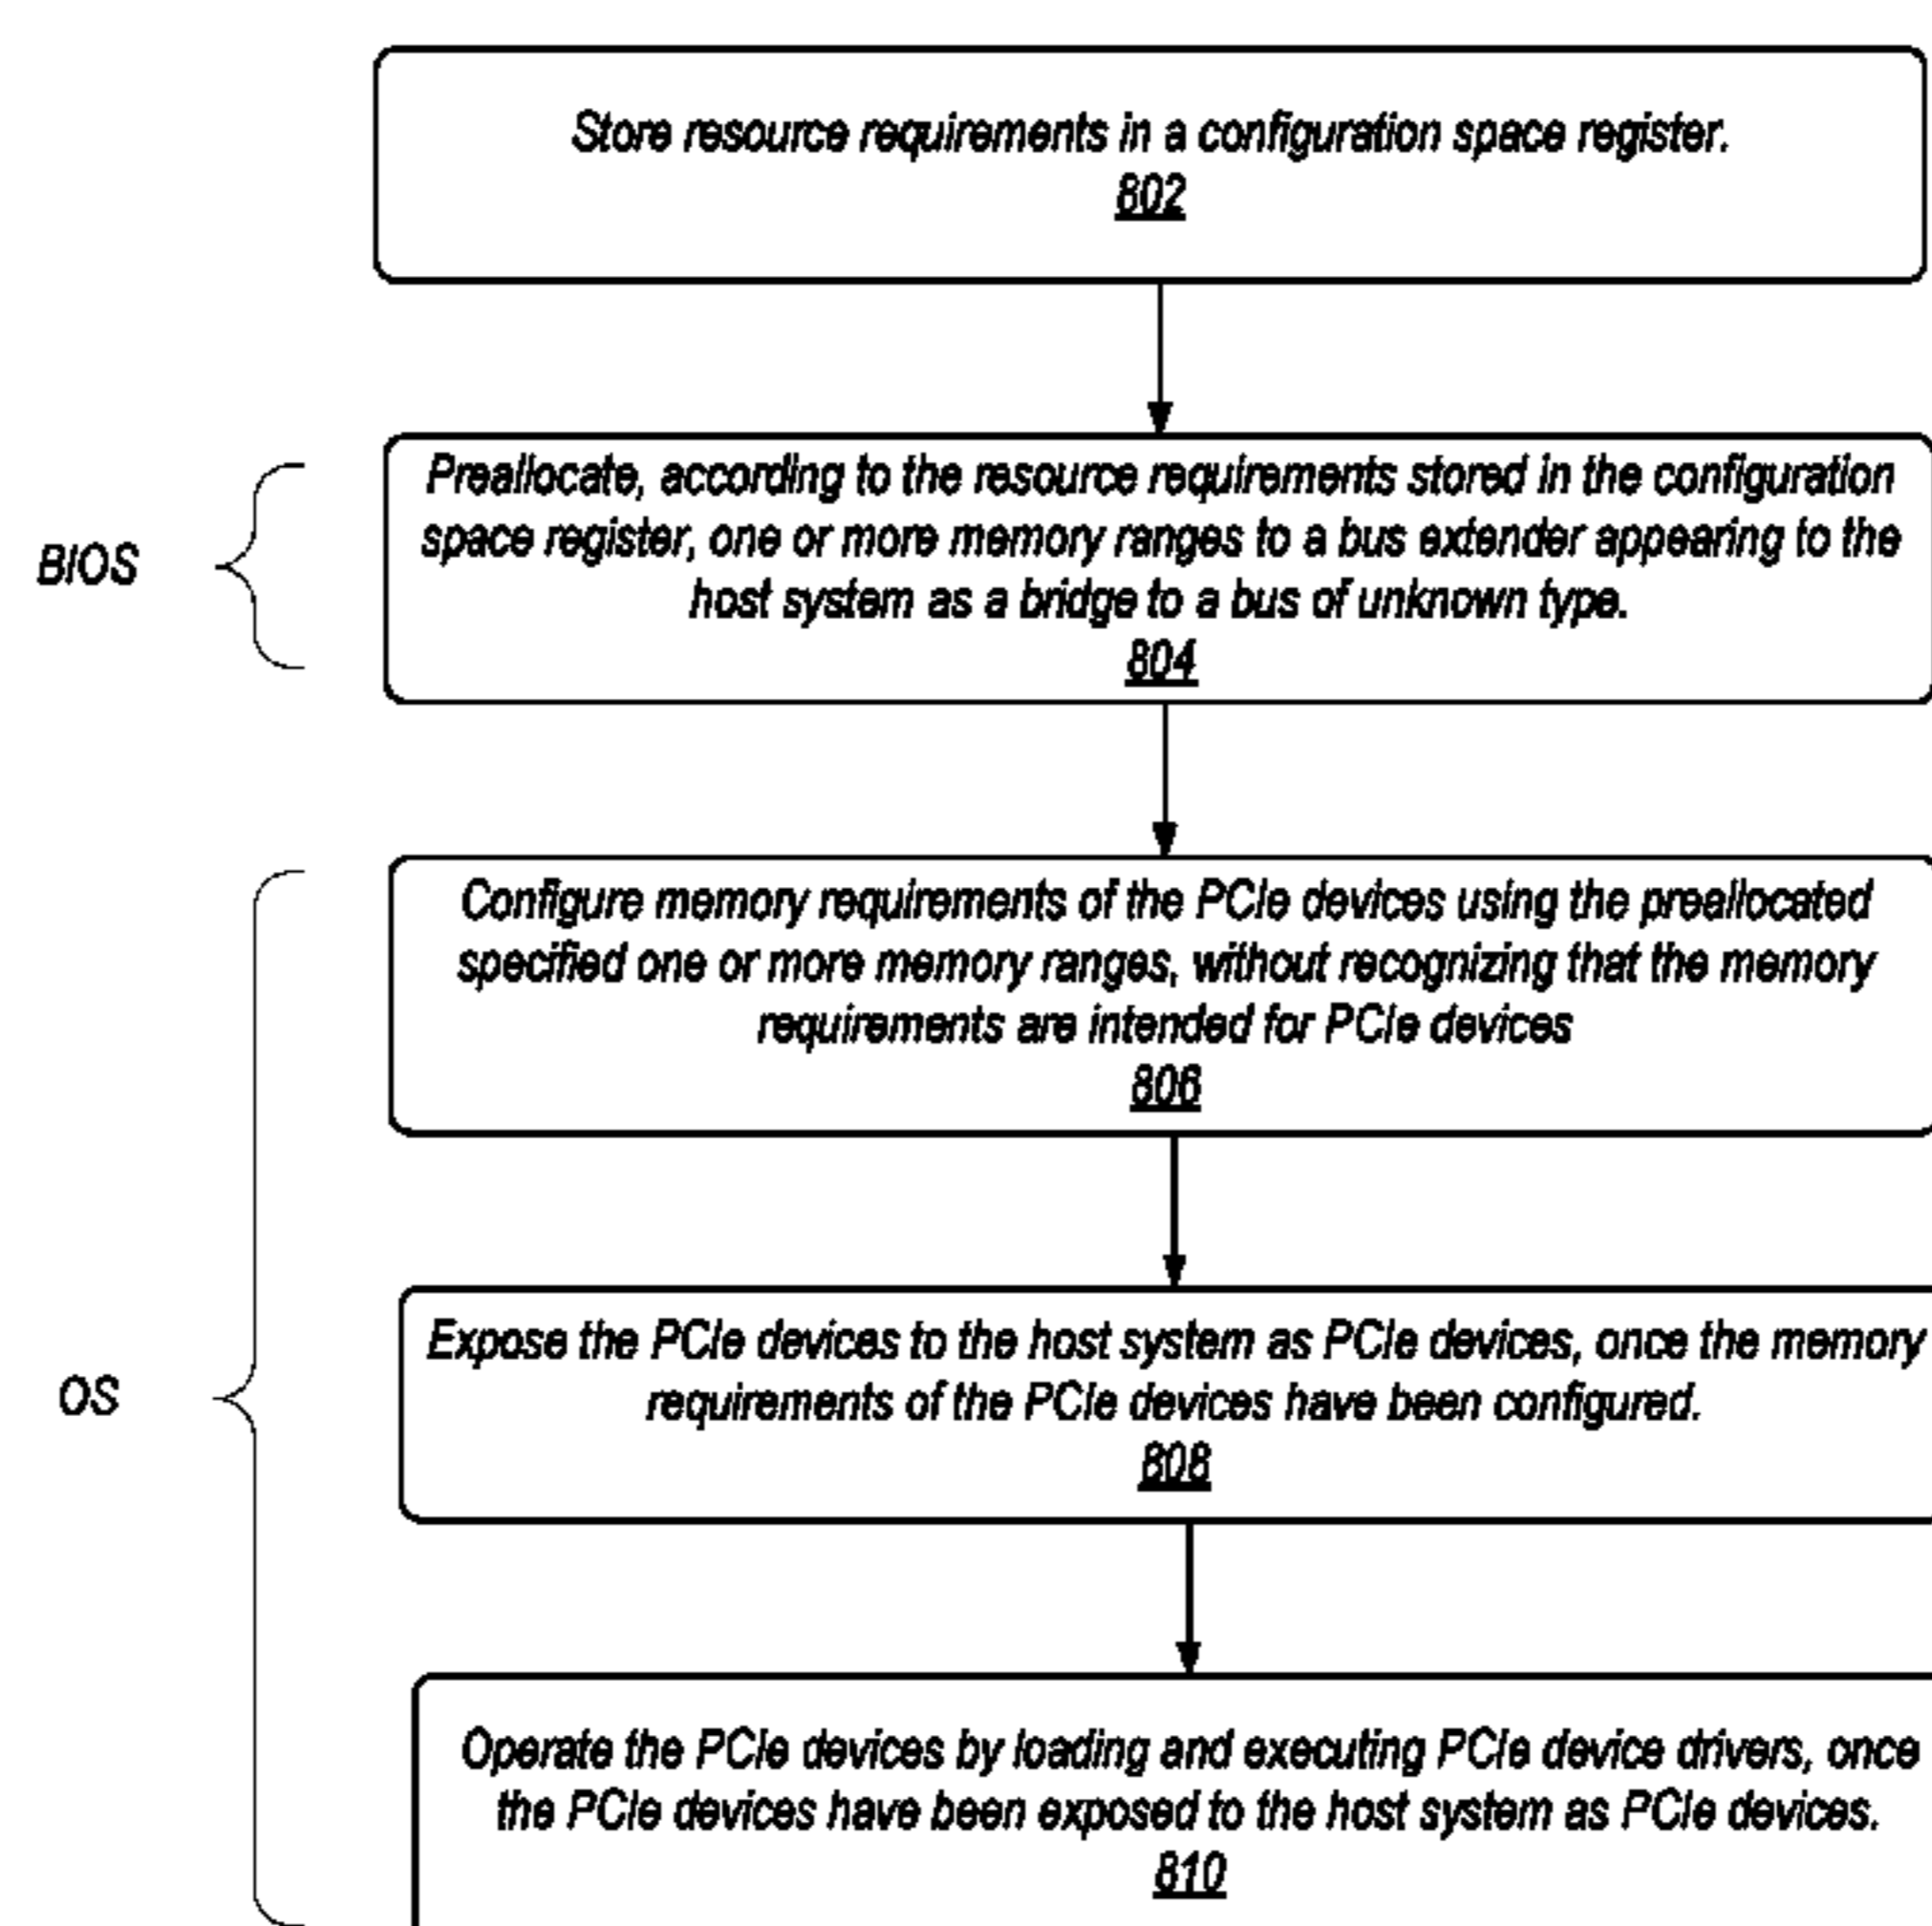 Store resource requirements in a configuration space register.
802
BIOS
Preallocate, according to the resource requirements stored in the configuration
space register, one or more memory ranges to a bus extender appearing to the
host system as a bridge to a bus of unknown type.
804
OS
Configure memory requirements of the PCIe devices using the preallocated
specified one or more memory ranges, without recognizing that the memory
requirements are intended for PCIe devices
806
Expose the PCIe devices to the host system as PCIe devices, once the memory
requirements of the PCIe devices have been configured.
808
Operate the PCIe devices by loading and executing PCIe device drivers, once
the PCIe devices have been exposed to the host system as PCIe devices.
810